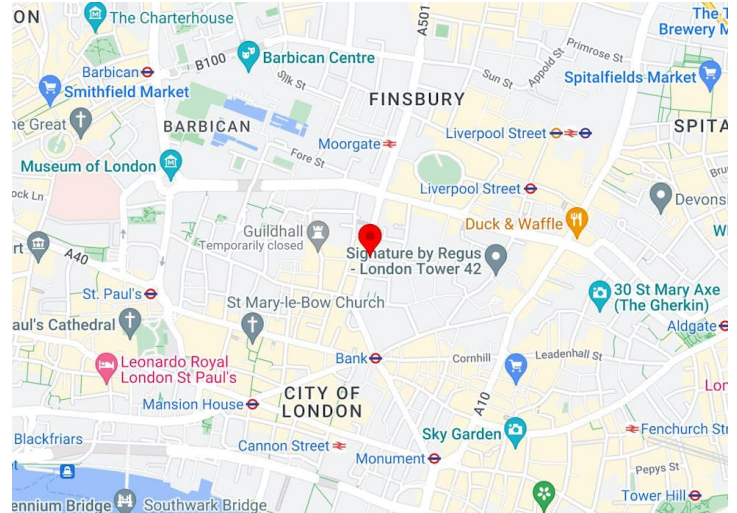 ON
The Charterhouse
A501
The T
Brewery M
Primrose St
Barbican
B100
Barbican Centre
Appold St
Sun St
Spitalfields Market
Smithfield Market
Silk St
FINSBURY
he Great
BARBICAN
Moorgate
Liverpool Street
SPITA
Museum of London
Fore St
Liverpool Street
ock Ln
Devons
Duck & Waffle
Guildhall
Temporarily closed
Signature by Regus
- London Tower 42
rt
A40
St. Paul's
St Mary-le-Bow Church
30 St Mary Axe
(The Gherkin)
aul's Cathedral
Aldgate
Leonardo Royal
London St Paul's
Bank
Cornhill
Leadenhall St
Lon
Mansion House
CITY OF
LONDON
A10
Blackfriars
Cannon Street
Sky Garden
Fenchurch Str
Monument
Pepys St
ennium Bridge
Southwark Bridge
Tower Hill